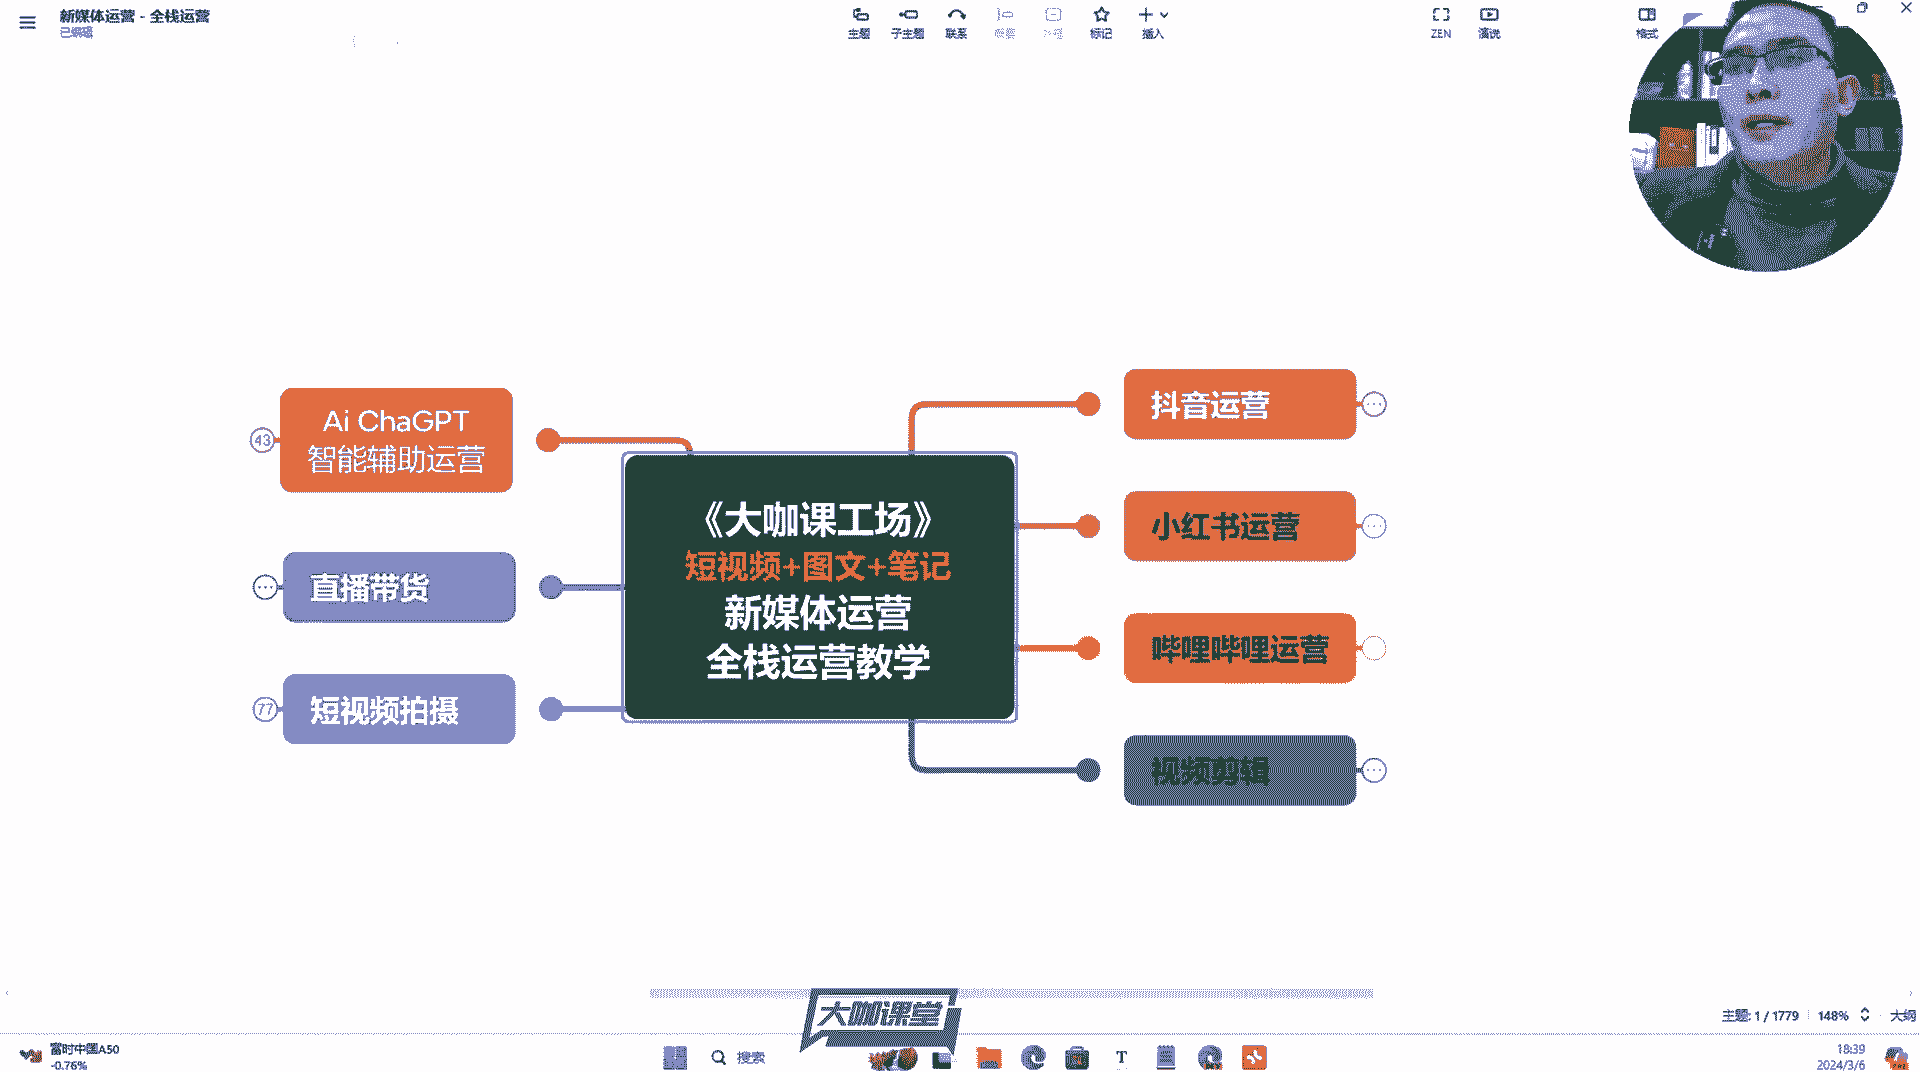 新媒体运营 - 全栈运营
已编辑
主题
子主题
联系
概要
外框
标记
插入
ZEN
演说
格式
Ai ChaGPT
智能辅助运营
43
直播带货
短视频拍摄
77
《大咖课工场》
短视频+图文+笔记
新媒体运营
全栈运营教学
抖音运营
小红书运营
哔哩哔哩运营
视频剪辑
大咖课堂
主题: 1 / 1779
148%
大纲
富时中国A50
-0.76%
搜索
18:39
2024/3/6